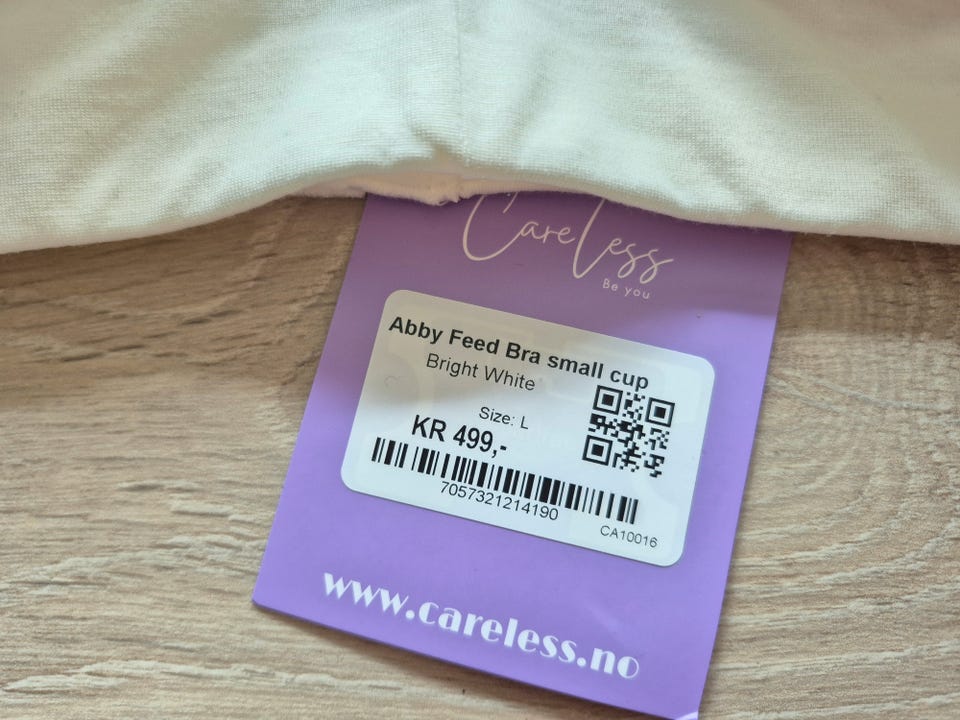 CareLess
Be you
Abby Feed Bra small cup
Bright White
Size: L
KR 499,-
7057321214190
CA10016
www.careless.no